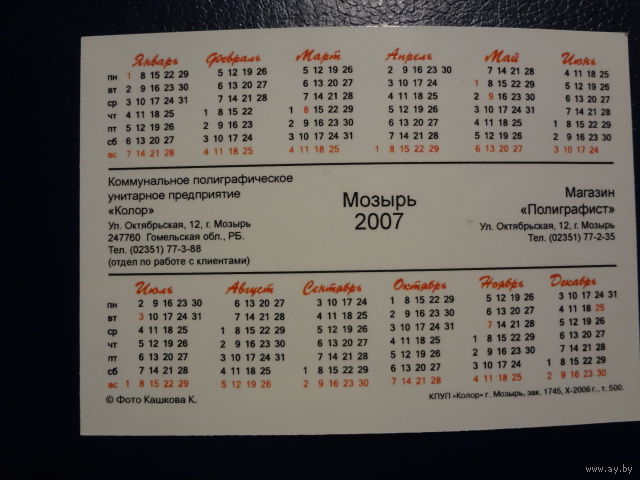 Январь Февраль Март Апрель Май Июнь
пн 1 8 15 22 29 5 12 19 26 5 12 19 26 2 9 16 23 30 7 14 21 28 4 11 18 25
вт 2 9 16 23 30 6 13 20 27 6 13 20 27 3 10 17 24 1 8 15 22 29 5 12 19 26
ср 3 10 17 24 31 7 14 21 28 7 14 21 28 4 11 18 25 2 9 16 23 30 6 13 20 27
чт 4 11 18 25 1 8 15 22 1 8 15 22 29 5 12 19 26 3 10 17 24 31 7 14 21 28
пт 5 12 19 26 2 9 16 23 2 9 16 23 30 6 13 20 27 4 11 18 25 1 8 15 22 29
сб 6 13 20 27 3 10 17 24 3 10 17 24 31 7 14 21 28 5 12 19 26 2 9 16 23 30
вс 7 14 21 28 4 11 18 25 4 11 18 25 1 8 15 22 29 6 13 20 27 3 10 17 24
Коммунальное полиграфическое
унитарное предприятие
«Колор»
Ул. Октябрьская, 12, г. Мозырь
247760 Гомельская обл., РБ.
Тел. (02351) 77-3-88
(отдел по работе с клиентами)
Мозырь
2007
Магазин
«Полиграфист»
Ул. Октябрьская, 12, г. Мозырь
Тел. (02351) 77-2-35
Июль Август Сентябрь Октябрь Ноябрь Декабрь
пн 2 9 16 23 30 6 13 20 27 3 10 17 24 1 8 15 22 29 5 12 19 26 3 10 17 24 31
вт 3 10 17 24 31 7 14 21 28 4 11 18 25 2 9 16 23 30 6 13 20 27 4 11 18 25
ср 4 11 18 25 1 8 15 22 29 5 12 19 26 3 10 17 24 31 7 14 21 28 5 12 19 26
чт 5 12 19 26 2 9 16 23 30 6 13 20 27 4 11 18 25 1 8 15 22 29 6 13 20 27
пт 6 13 20 27 3 10 17 24 31 7 14 21 28 5 12 19 26 2 9 16 23 30 7 14 21 28
сб 7 14 21 28 4 11 18 25 1 8 15 22 29 6 13 20 27 3 10 17 24 1 8 15 22 29
вс 1 8 15 22 29 5 12 19 26 2 9 16 23 30 7 14 21 28 4 11 18 25 2 9 16 23 30
© Фото Кашкова К.
КПУП «Колор» г. Мозырь, зак. 1745, X-2006 г., т. 500.
www.ay.by